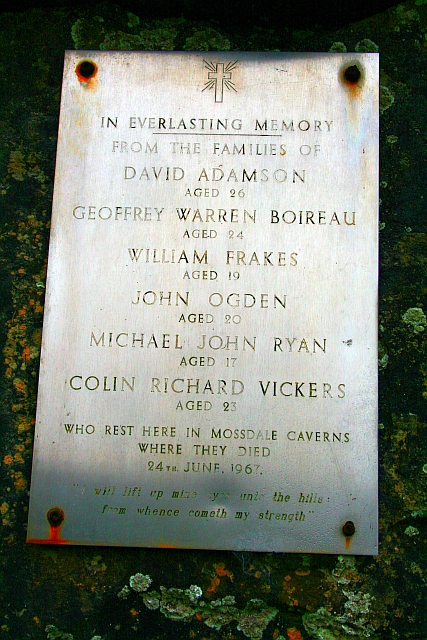 IN EVERLASTING MEMORY
FROM THE FAMILIES OF
DAVID ADAMSON
AGED 26
GEOFFREY WARREN BOIREAU
AGED 24
WILLIAM FRAKES
AGED 19
JOHN OGDEN
AGED 20
MICHAEL JOHN RYAN
AGED 17
COLIN RICHARD VICKERS
AGED 23
WHO REST HERE IN MOSSDALE CAVERNS
WHERE THEY DIED
24TH. JUNE, 1967.
will lift up mine eyes unto the hills:
from whence cometh my strength"